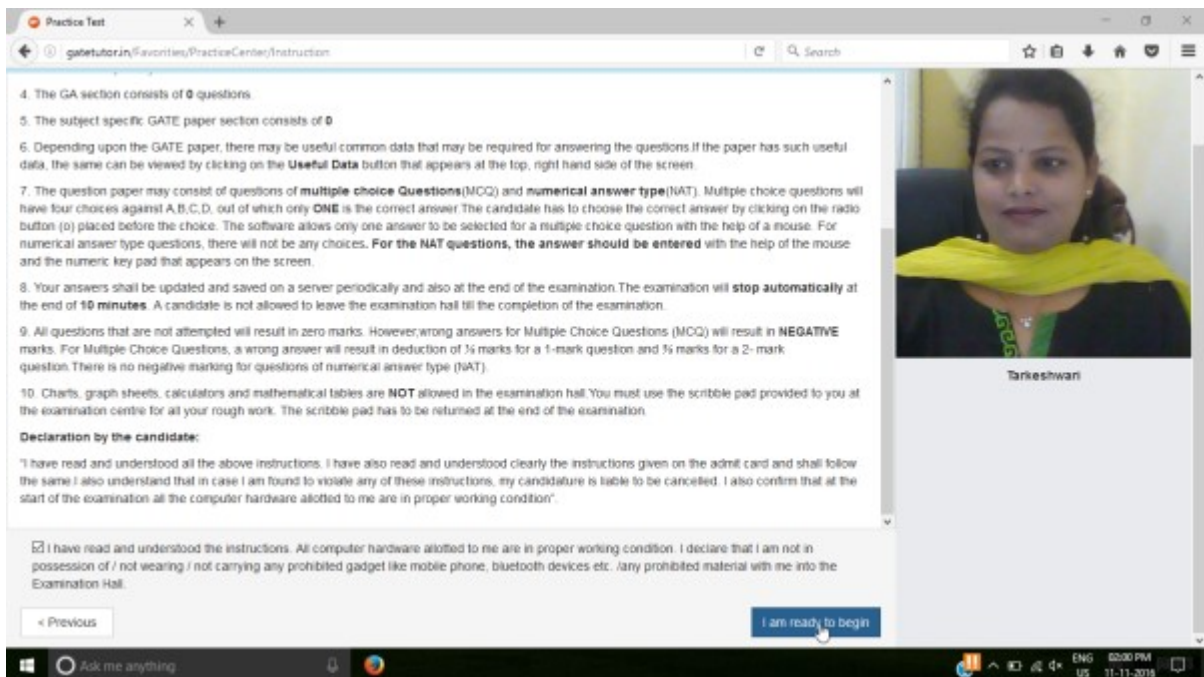 Practice Test
gatetutor.in/Favorities/PracticeCenter/Instruction
Search
4. The GA section consists of 0 questions
5. The subject specific GATE paper section consists of 0
6. Depending upon the GATE paper, there may be useful common data that may be required for answering the questions.If the paper has such useful
data, the same can be viewed by clicking on the Useful Data button that appears at the top, right hand side of the screen.
7. The question paper may consist of questions of multiple choice Questions(MCQ) and numerical answer type(NAT). Multiple choice questions will
have four choices against A,B,C,D, out of which only ONE is the correct answer.The candidate has to choose the correct answer by clicking on the radio
button (o) placed before the choice. The software allows only one answer to be selected for a multiple choice question with the help of a mouse. For
numerical answer type questions, there will not be any choices. For the NAT questions, the answer should be entered with the help of the mouse
and the numeric key pad that appears on the screen.
8. Your answers shall be updated and saved on a server periodically and also at the end of the examination.The examination will stop automatically at
the end of 10 minutes. A candidate is not allowed to leave the examination hall till the completion of the examination.
9. All questions that are not attempted will result in zero marks. However,wrong answers for Multiple Choice Questions (MCQ) will result in NEGATIVE
marks. For Multiple Choice Questions, a wrong answer will result in deduction of marks for a 1-mark question and marks for a 2- mark
question.There is no negative marking for questions of numerical answer type (NAT).
10. Charts, graph sheets, calculators and mathematical tables are NOT allowed in the examination hall.You must use the scribble pad provided to you at
the examination centre for all your rough work. The scribble pad has to be returned at the end of the examination.
Declaration by the candidate:
"I have read and understood all the above instructions. I have also read and understood clearly the instructions given on the admit card and shall follow
the same.I also understand that in case I am found to violate any of these instructions, my candidature is liable to be cancelled. I also confirm that at the
start of the examination all the computer hardware allotted to me are in proper working condition".
I have read and understood the instructions. All computer hardware allotted to me are in proper working condition. I declare that I am not in
possession of / not wearing / not carrying any prohibited gadget like mobile phone, bluetooth devices etc. /any prohibited material with me into the
Examination Hall.
< Previous
I am ready to begin
Tarkeshwari
Ask me anything
ENG
US
02:00 PM
11-11-2016